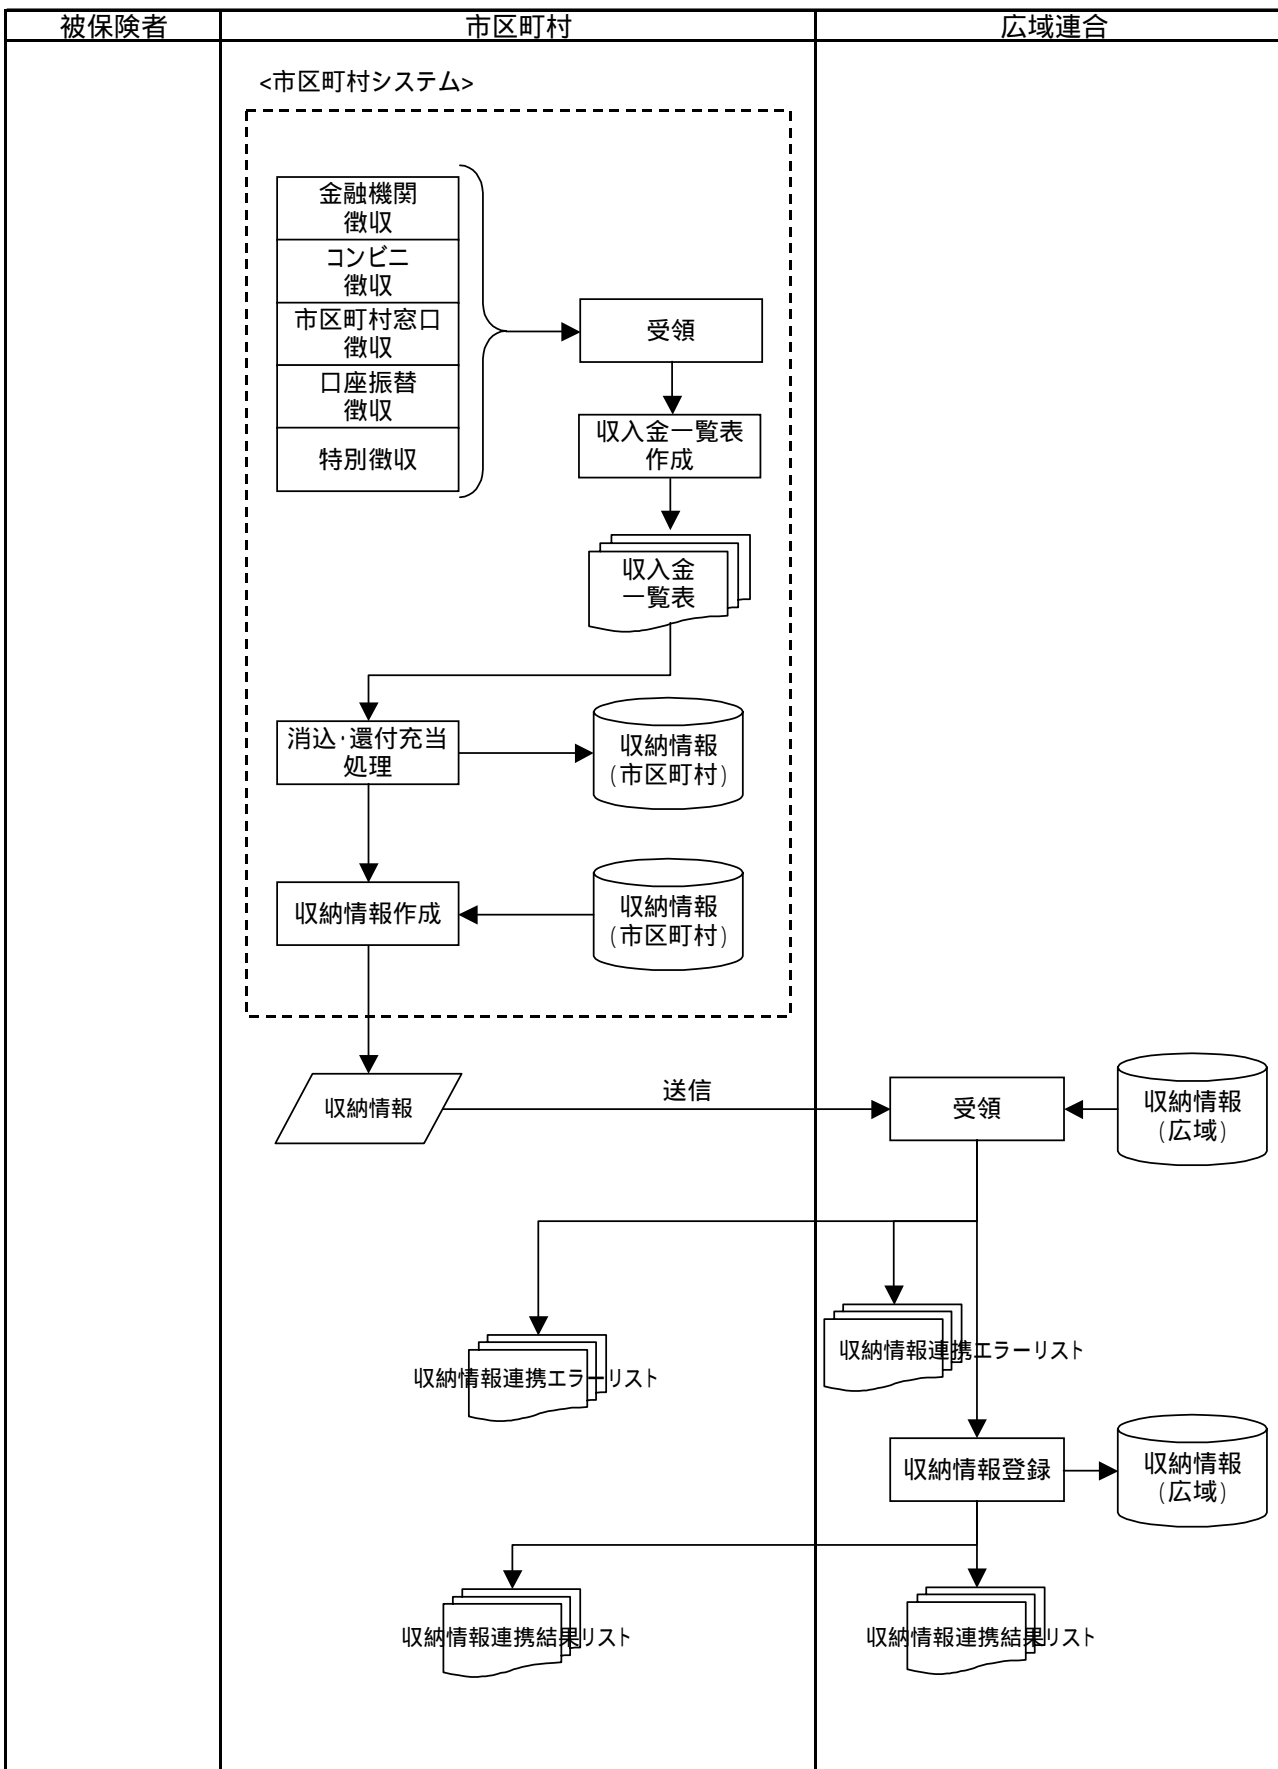 被保険者
市区町村
広域連合
<市区町村システム>
金融機関
徴収
コンビニ
徴収
市区町村窓口
徴収
口座振替
徴収
特別徴収
受領
収入金一覧表
作成
収入金
一覧表
消込・還付充当
処理
収納情報
(市区町村)
収納情報作成
収納情報
(市区町村)
収納情報
送信
受領
収納情報
(広域)
収納情報連携エラーリスト
収納情報連携エラーリスト
収納情報登録
収納情報
(広域)
収納情報連携結果リスト
収納情報連携結果リスト